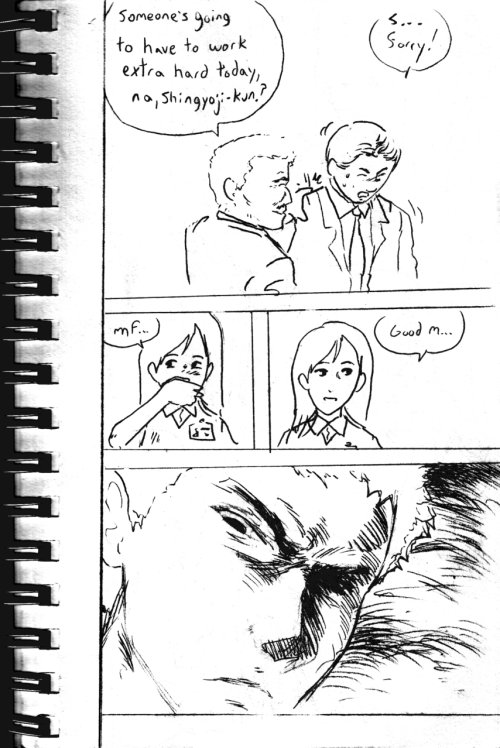 Someone's going
to have to work
extra hard today,
na, Shingyoji-kun?
S...
Sorry!
mf...
Good m...